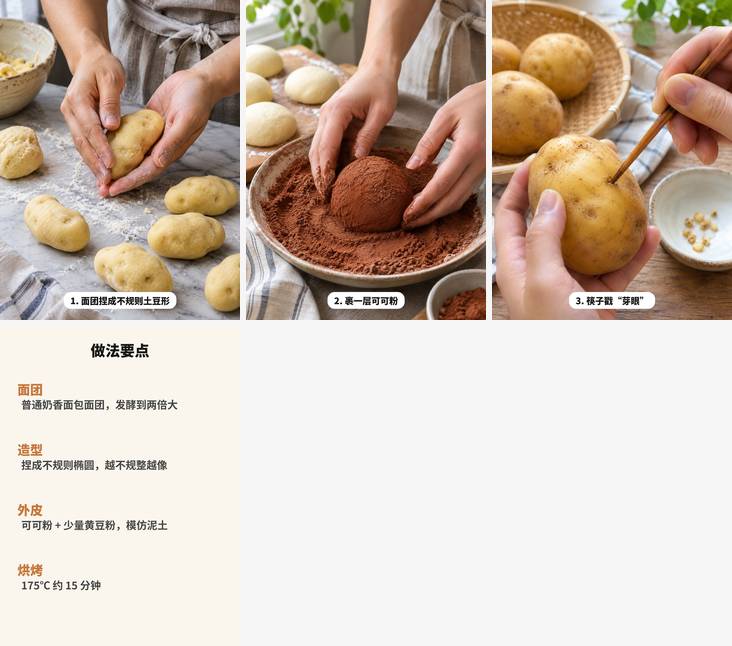 1. 面团捏成不规则土豆形
2. 裹一层可可粉
3. 筷子戳“芽眼”
做法要点
面团
普通奶香面包面团，发酵到两倍大
造型
捏成不规则椭圆，越不规整越像
外皮
可可粉 + 少量黄豆粉，模仿泥土
烘烤
175℃ 约 15 分钟